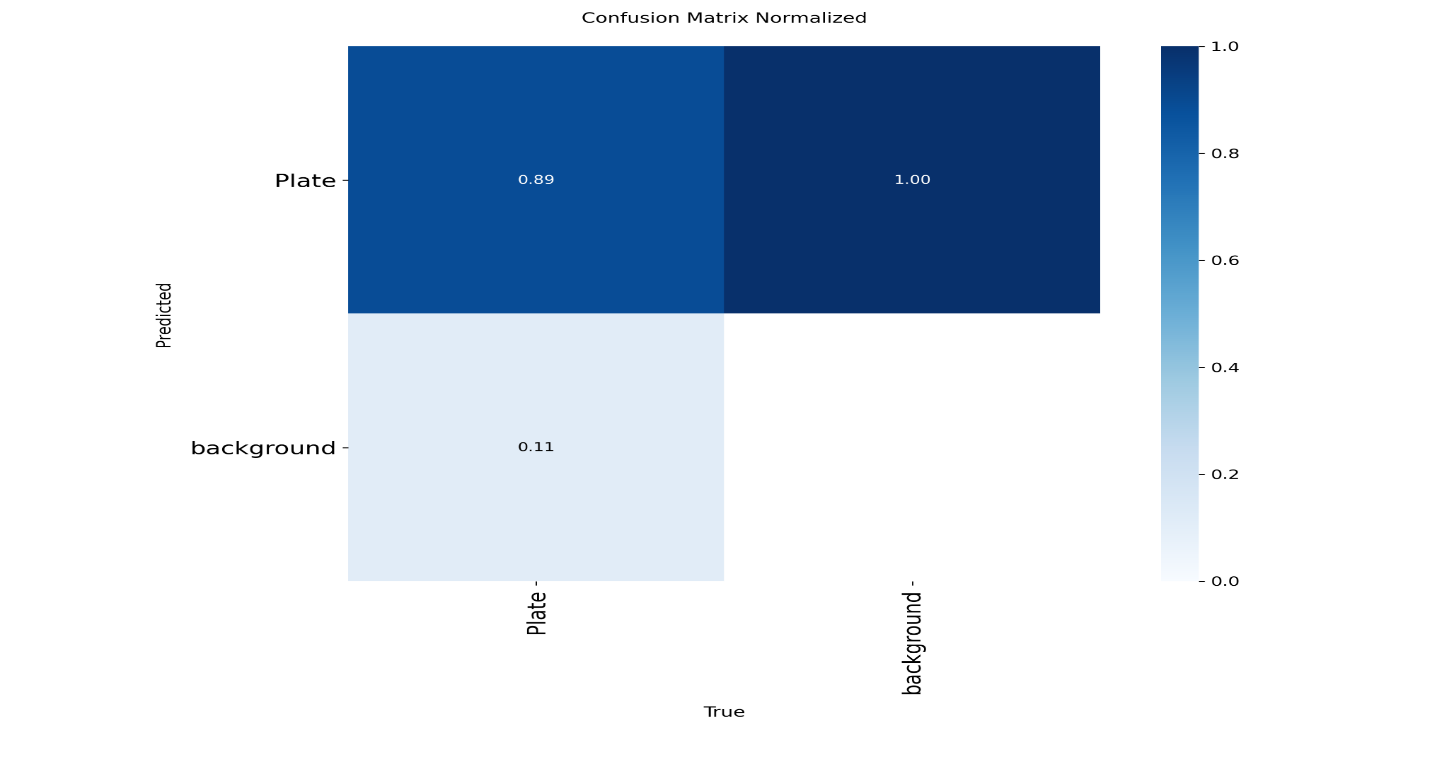 Confusion Matrix Normalized
Plate
0.89
1.00
Predicted
background
0.11
Plate
background
True
1.0
0.8
0.6
0.4
0.2
0.0